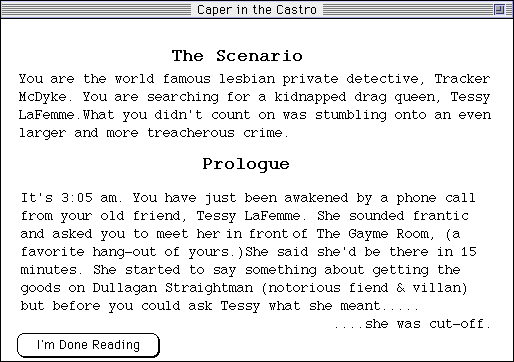 Caper in the Castro
The Scenario
You are the world famous lesbian private detective, Tracker
McDyke. You are searching for a kidnapped drag queen, Tessy
LaFemme.What you didn't count on was stumbling onto an even
larger and more treacherous crime.
Prologue
It's 3:05 am. You have just been awakened by a phone call
from your old friend, Tessy LaFemme. She sounded frantic
and asked you to meet her in front of The Gayme Room, (a
favorite hang-out of yours.)She said she'd be there in 15
minutes. She started to say something about getting the
goods on Dullagan Straightman (notorious fiend & villan)
but before you could ask Tessy what she meant.....
....she was cut-off.
I'm Done Reading